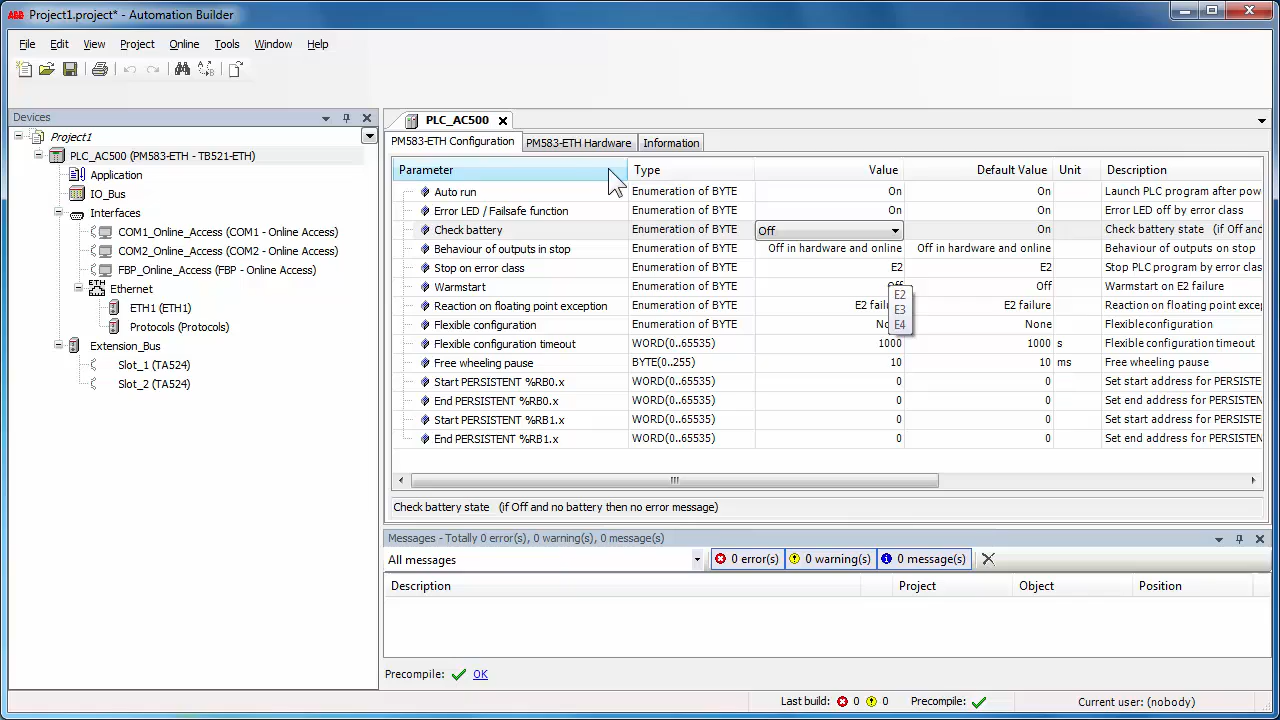 ABB Project1.project* - Automation Builder
File Edit View Project Online Tools Window Help
Devices
Project1
PLC_AC500 (PM583-ETH - TB521-ETH)
Application
IO_Bus
Interfaces
COM1_Online_Access (COM1 - Online Access)
COM2_Online_Access (COM2 - Online Access)
FBP_Online_Access (FBP - Online Access)
ETH Ethernet
ETH1 (ETH1)
Protocols (Protocols)
Extension_Bus
Slot_1 (TA524)
Slot_2 (TA524)
PLC_AC500
PM583-ETH Configuration PM583-ETH Hardware Information
Parameter Type Value Default Value Unit Description
Auto run Enumeration of BYTE On On Launch PLC program after pow
Error LED / Failsafe function Enumeration of BYTE On On Error LED off by error class
Check battery Enumeration of BYTE Off On Check battery state (if Off and
Behaviour of outputs in stop Enumeration of BYTE Off in hardware and online Off in hardware and online Behaviour of outputs on stop
Stop on error class Enumeration of BYTE E2 E2 Stop PLC program by error clas
Warmstart Enumeration of BYTE Off Off Warmstart on E2 failure
E2
E3
E4
Reaction on floating point exception Enumeration of BYTE E2 failu E2 failure Reaction on floating point excep
Flexible configuration Enumeration of BYTE No None Flexible configuration
Flexible configuration timeout WORD(0..65535) 1000 1000 s Flexible configuration timeout
Free wheeling pause BYTE(0..255) 10 10 ms Free wheeling pause
Start PERSISTENT %RB0.x WORD(0..65535) 0 0 Set start address for PERSISTEN
End PERSISTENT %RB0.x WORD(0..65535) 0 0 Set end address for PERSISTEN
Start PERSISTENT %RB1.x WORD(0..65535) 0 0 Set start address for PERSISTEN
End PERSISTENT %RB1.x WORD(0..65535) 0 0 Set end address for PERSISTEN
Check battery state (if Off and no battery then no error message)
Messages - Totally 0 error(s), 0 warning(s), 0 message(s)
All messages 0 error(s) 0 warning(s) 0 message(s)
Description Project Object Position
Precompile: OK
Last build: 0 0 Precompile: Current user: (nobody)